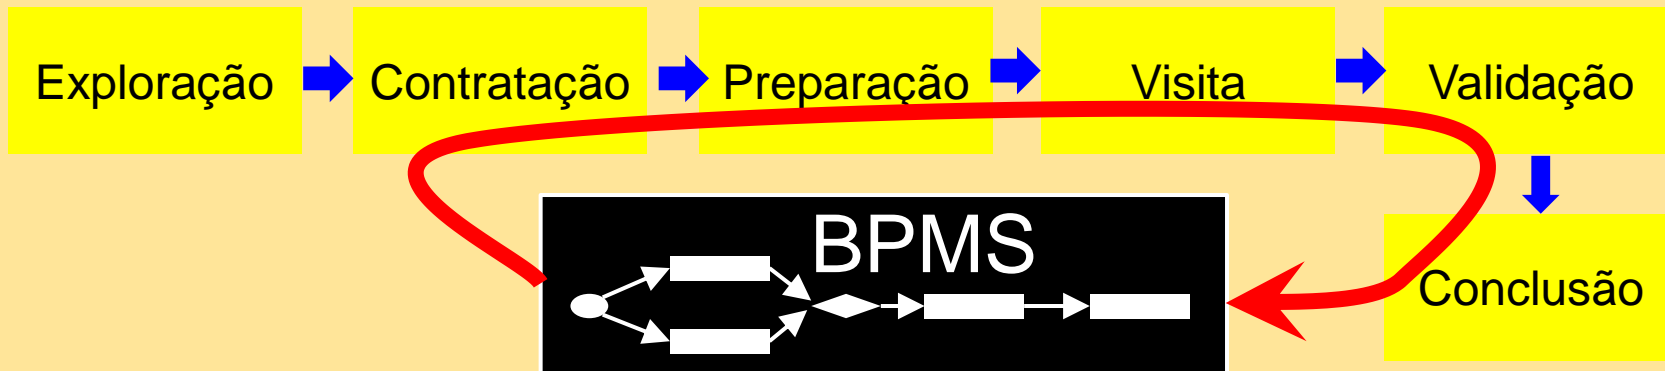 Exploração
Contratação
Preparação
Visita
Validação
BPMS
Conclusão